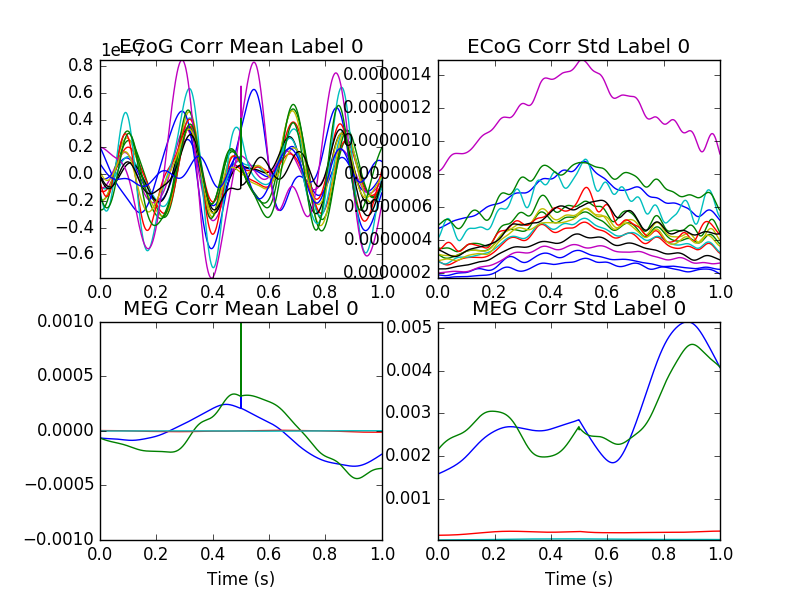 1e−7
ECoG Corr Mean Label 0
0.8
0.6
0.4
0.2
0.0
−0.2
−0.4
−0.6
0.0 0.2 0.4 0.6 0.8 1.0
ECoG Corr Std Label 0
0.0000014
0.0000012
0.0000010
0.0000008
0.0000006
0.0000004
0.0000002
0.0 0.2 0.4 0.6 0.8 1.0
MEG Corr Mean Label 0
0.0010
0.0005
0.0000
−0.0005
−0.0010
0.0 0.2 0.4 0.6 0.8 1.0
Time (s)
MEG Corr Std Label 0
0.005
0.004
0.003
0.002
0.001
0.0 0.2 0.4 0.6 0.8 1.0
Time (s)